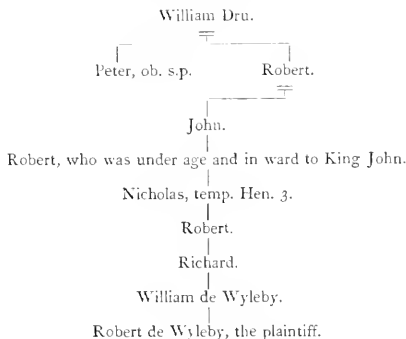 William Dru.
Peter, ob. s.p. Robert.
John.
Robert, who was under age and in ward to King John.
Nicholas, temp. Hen. 3.
Robert.
Richard.
William de Wyleby.
Robert de Wyleby, the plaintiff.